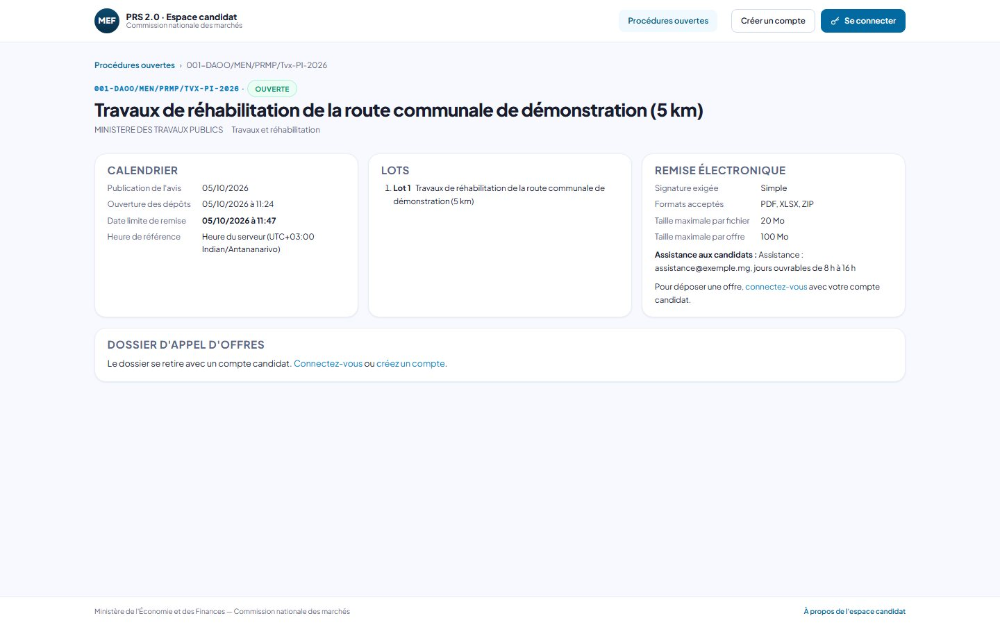 MEF
PRS 2.0 · Espace candidat
Commission nationale des marchés
Procédures ouvertes
Créer un compte
Se connecter
Procédures ouvertes › 001-DAOO/MEN/PRMP/Tvx-PI-2026
001-DAOO/MEN/PRMP/TVX-PI-2026 · OUVERTE
Travaux de réhabilitation de la route communale de démonstration (5 km)
MINISTERE DES TRAVAUX PUBLICS Travaux et réhabilitation
CALENDRIER
Publication de l'avis 05/10/2026
Ouverture des dépôts 05/10/2026 à 11:24
Date limite de remise 05/10/2026 à 11:47
Heure de référence Heure du serveur (UTC+03:00
Indian/Antananarivo)
LOTS
1. Lot 1 Travaux de réhabilitation de la route communale de
démonstration (5 km)
REMISE ÉLECTRONIQUE
Signature exigée Simple
Formats acceptés PDF, XLSX, ZIP
Taille maximale par fichier 20 Mo
Taille maximale par offre 100 Mo
Assistance aux candidats : Assistance :
assistance@exemple.mg, jours ouvrables de 8 h à 16 h
Pour déposer une offre, connectez-vous avec votre compte
candidat.
DOSSIER D'APPEL D'OFFRES
Le dossier se retire avec un compte candidat. Connectez-vous ou créez un compte.
Ministère de l'Économie et des Finances — Commission nationale des marchés
À propos de l'espace candidat